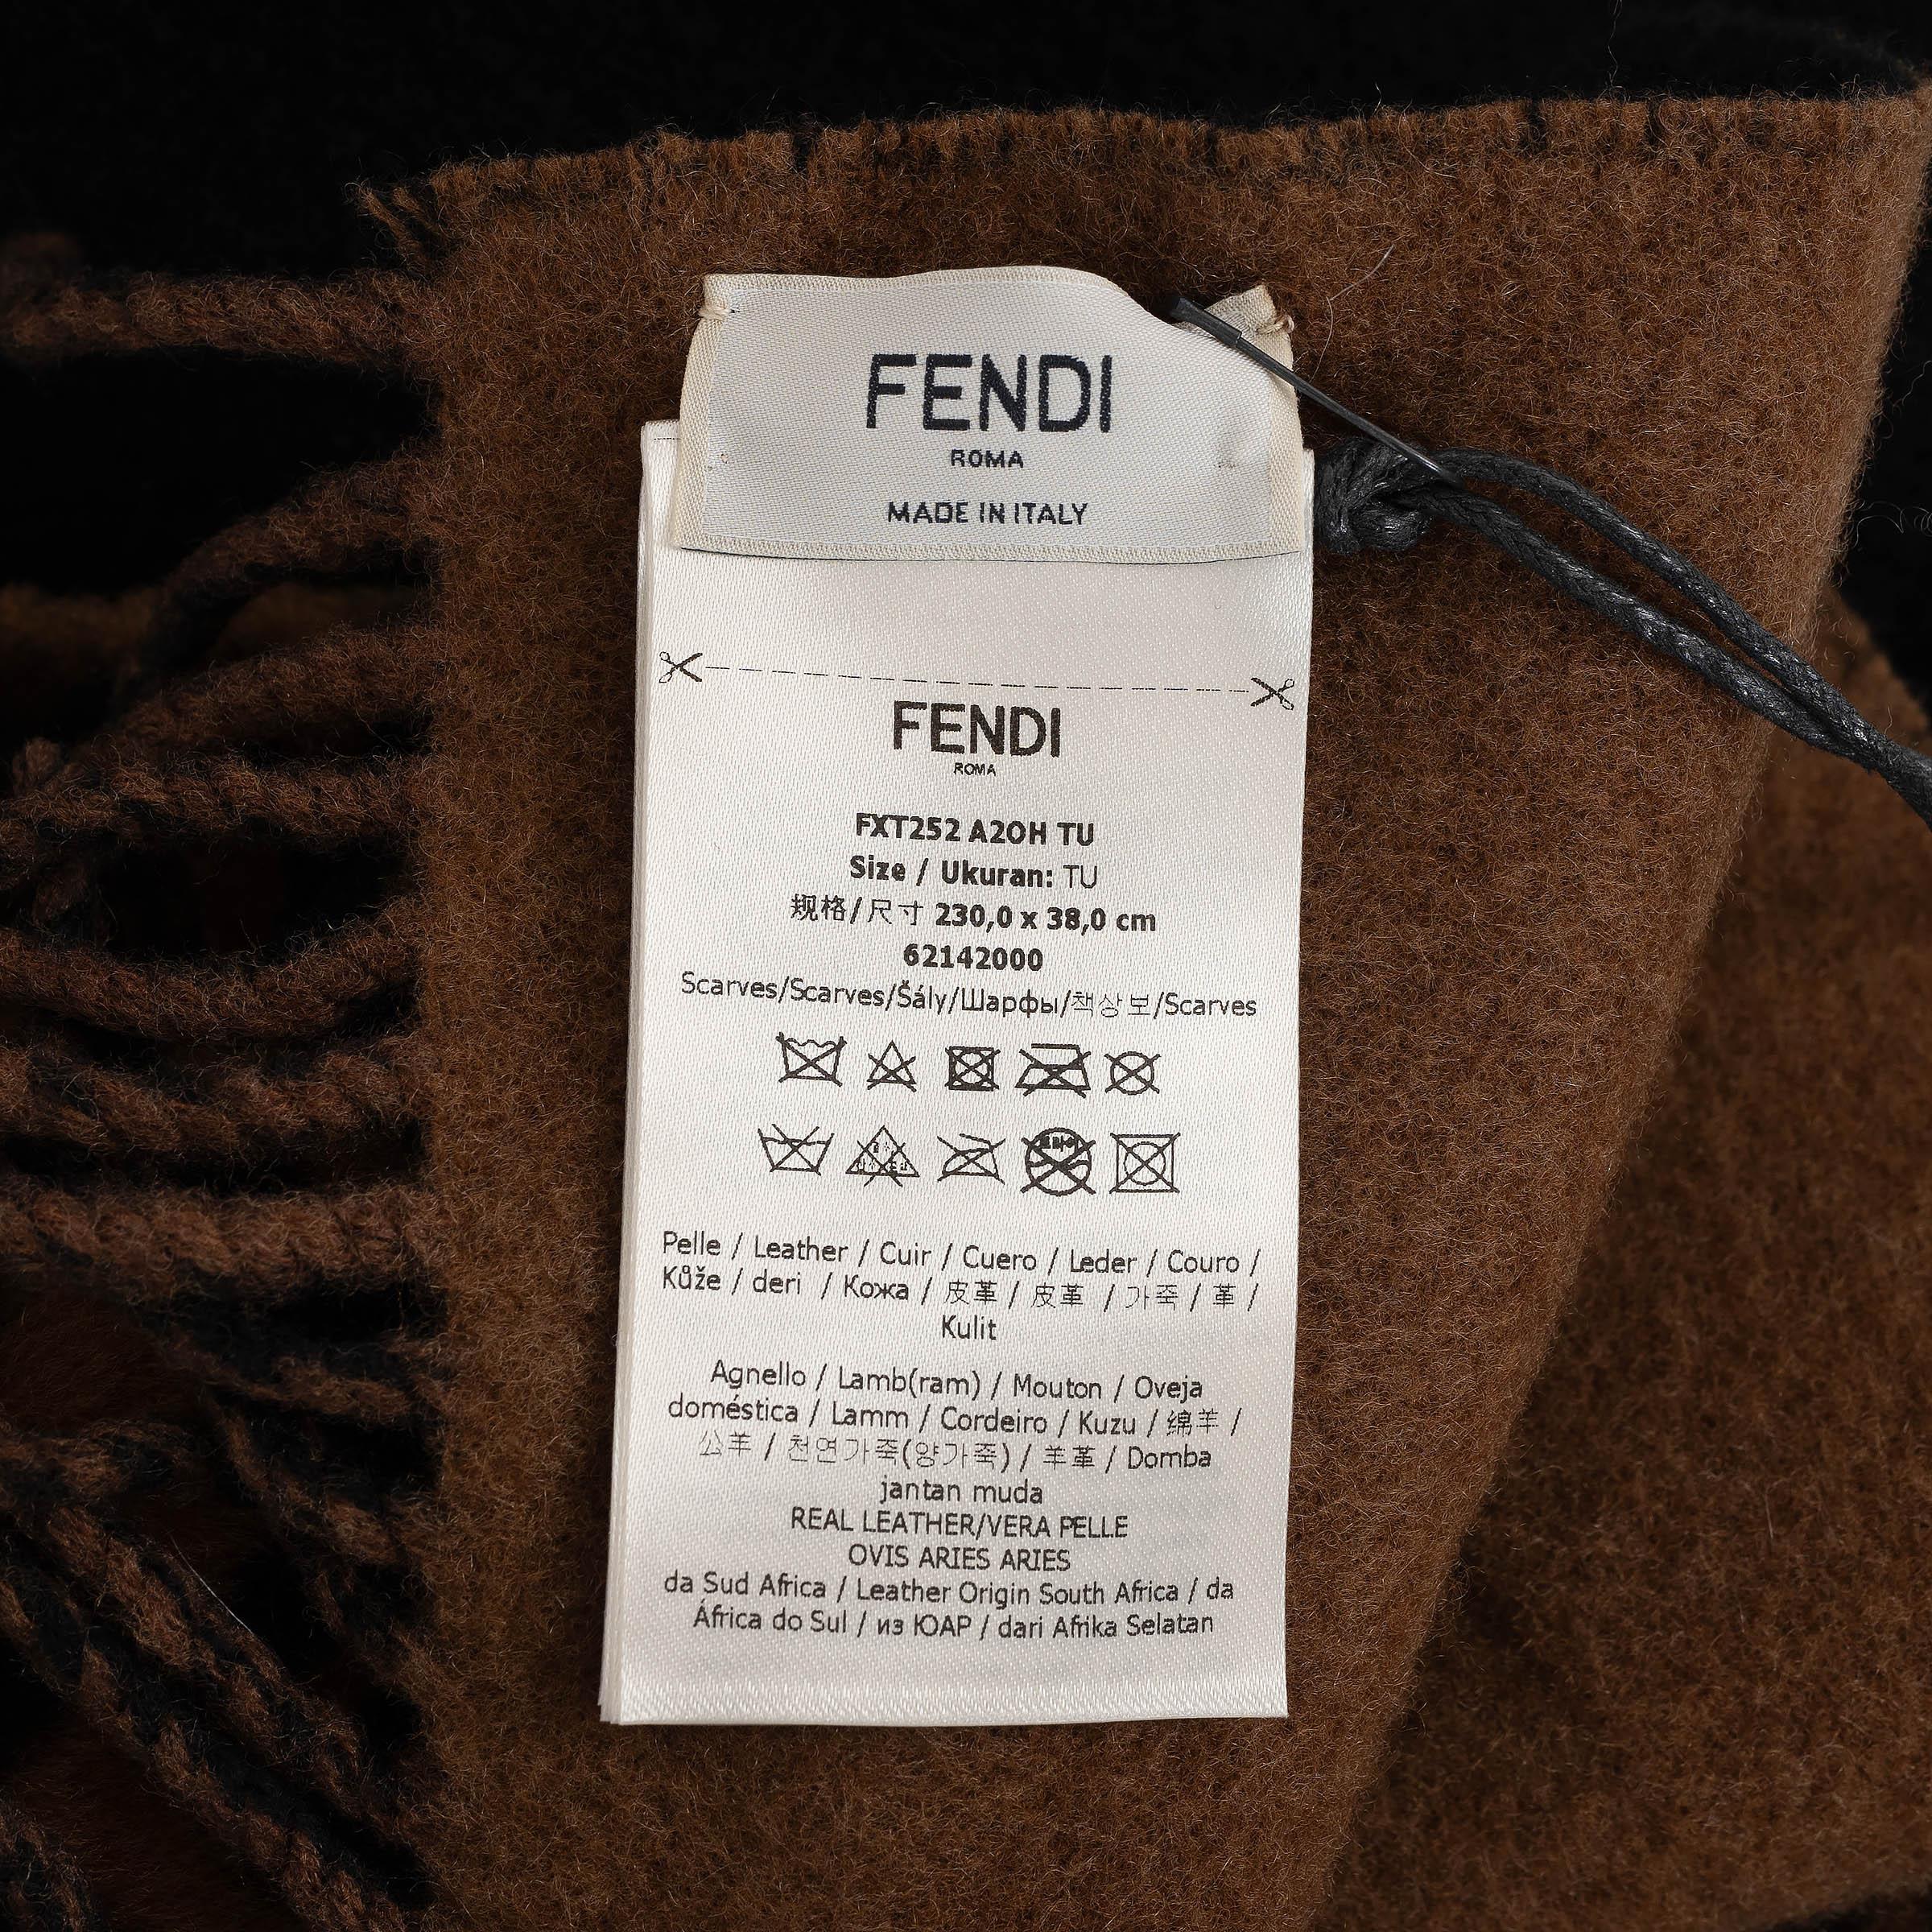 FENDI
ROMA
MADE IN ITALY
FENDI
ROMA
FXT252 A2OH TU
Size / Ukuran: TU
规格/尺寸 230,0 x 38,0 cm
62142000
Scarves/Scarves/Šály/Шарфы/책상보/Scarves
Pelle / Leather / Cuir / Cuero / Leder / Couro /
Kůže / deri / Кожа / 皮革 / 皮革 / 가죽 / 革 /
Kulit
Agnello / Lamb(ram) / Mouton / Oveja
doméstica / Lamm / Cordeiro / Kuzu / 绵羊 /
公羊 / 천연가죽(양가죽) / 羊革 / Domba
jantan muda
REAL LEATHER/VERA PELLE
OVIS ARIES ARIES
da Sud Africa / Leather Origin South Africa / da
África do Sul / из ЮАР / dari Afrika Selatan